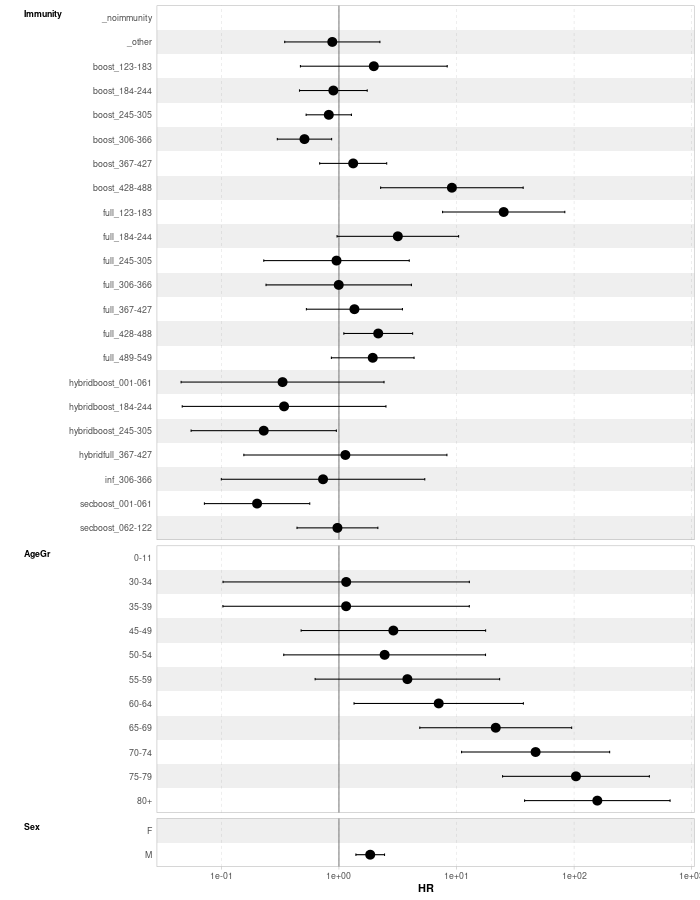 Immunity
_noimmunity
_other
boost_123-183
boost_184-244
boost_245-305
boost_306-366
boost_367-427
boost_428-488
full_123-183
full_184-244
full_245-305
full_306-366
full_367-427
full_428-488
full_489-549
hybridboost_001-061
hybridboost_184-244
hybridboost_245-305
hybridfull_367-427
inf_306-366
secboost_001-061
secboost_062-122
AgeGr
0-11
30-34
35-39
45-49
50-54
55-59
60-64
65-69
70-74
75-79
80+
Sex
F
M
1e-01 1e+00 1e+01 1e+02
HR